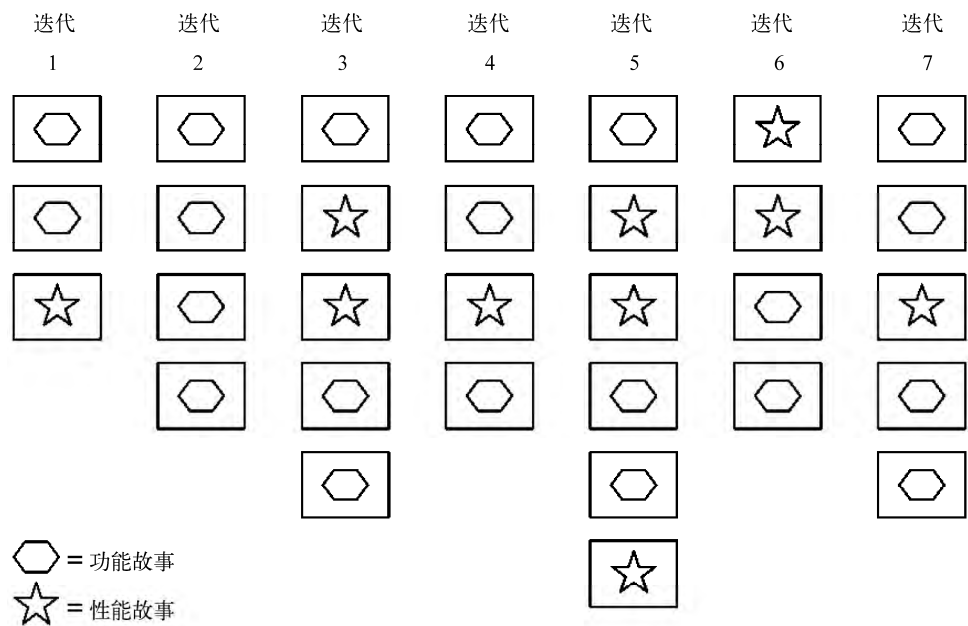 迭代 迭代 迭代 迭代 迭代 迭代 迭代
1 2 3 4 5 6 7
= 功能故事
= 性能故事